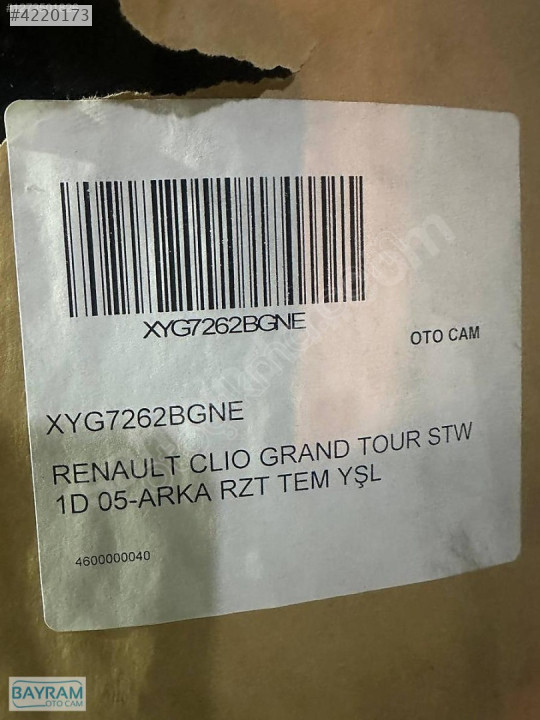 #4220173
XYG7262BGNE
OTO CAM
XYG7262BGNE
RENAULT CLIO GRAND TOUR STW
1D 05-ARKA RZT TEM YŞL
4600000040
BAYRAM
OTO CAM